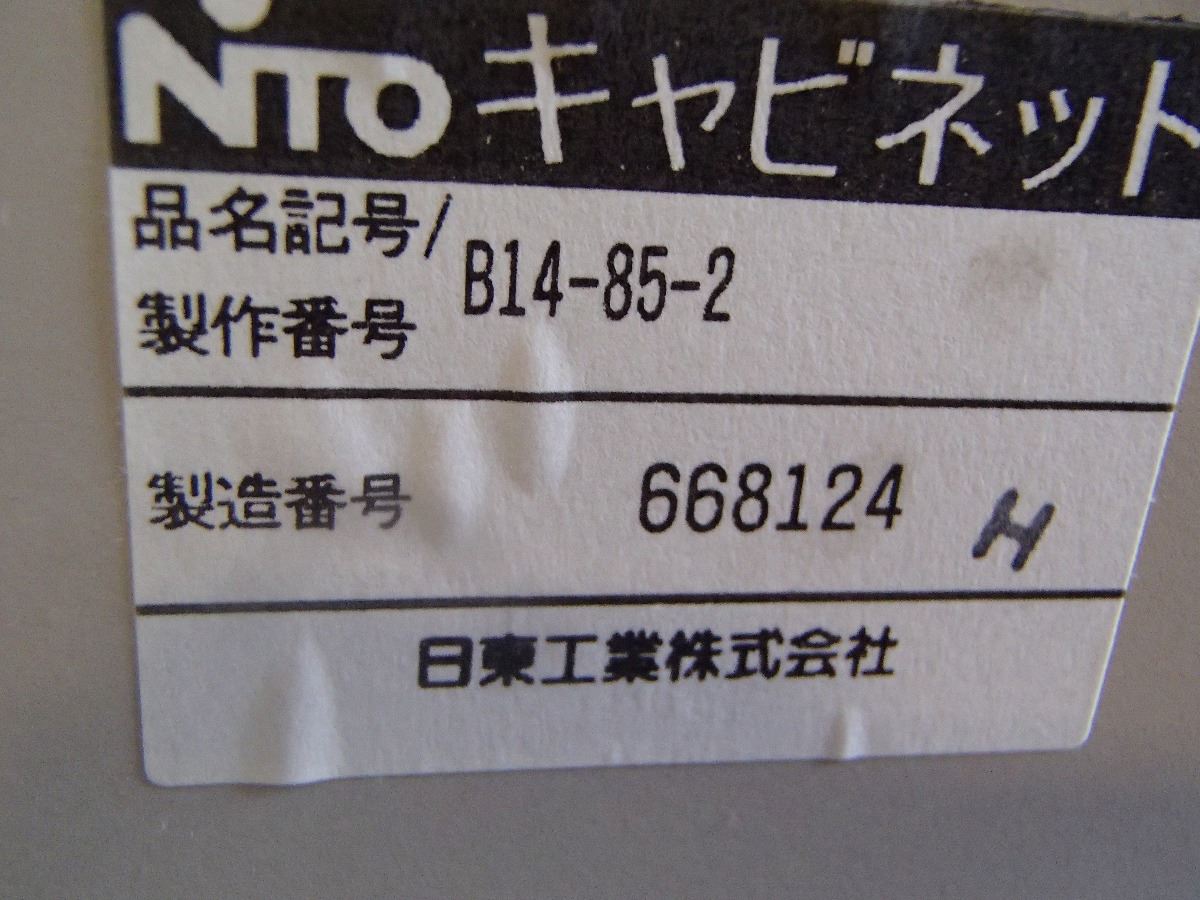 NiTO キャビネット
品名記号/
製作番号 B14-85-2
製造番号 668124 H
日東工業株式会社